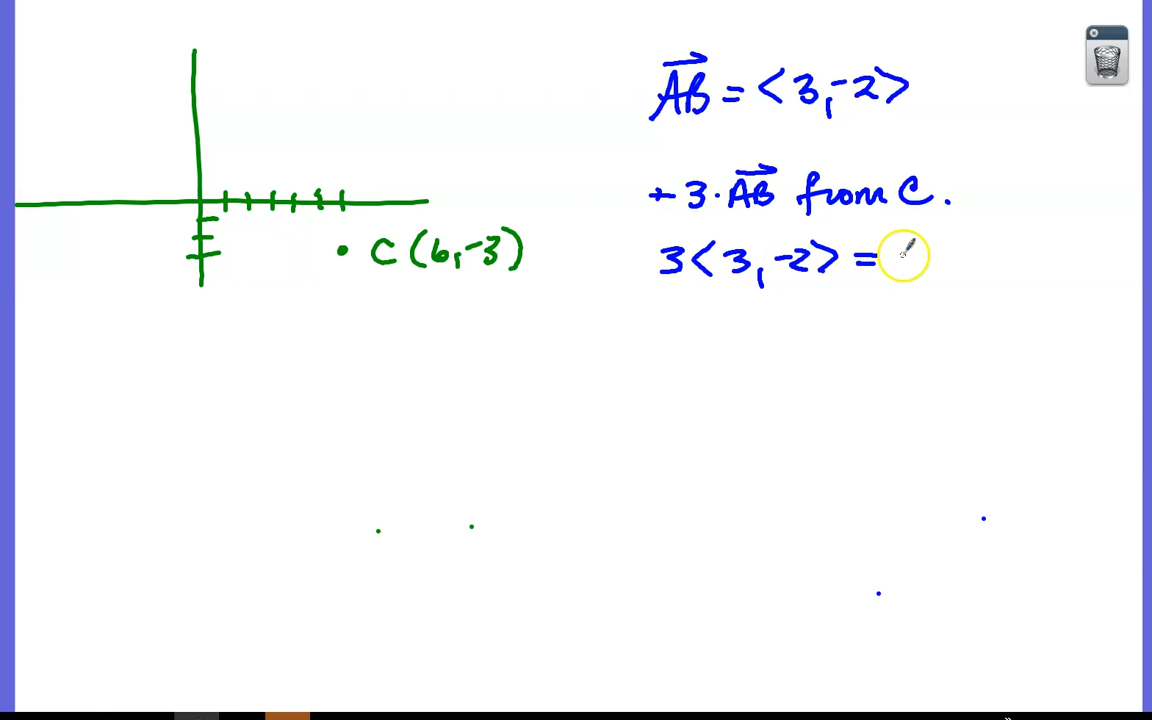 AB = <3,-2>
+ 3·AB from C.
C (6,-3)
3<3,-2> =